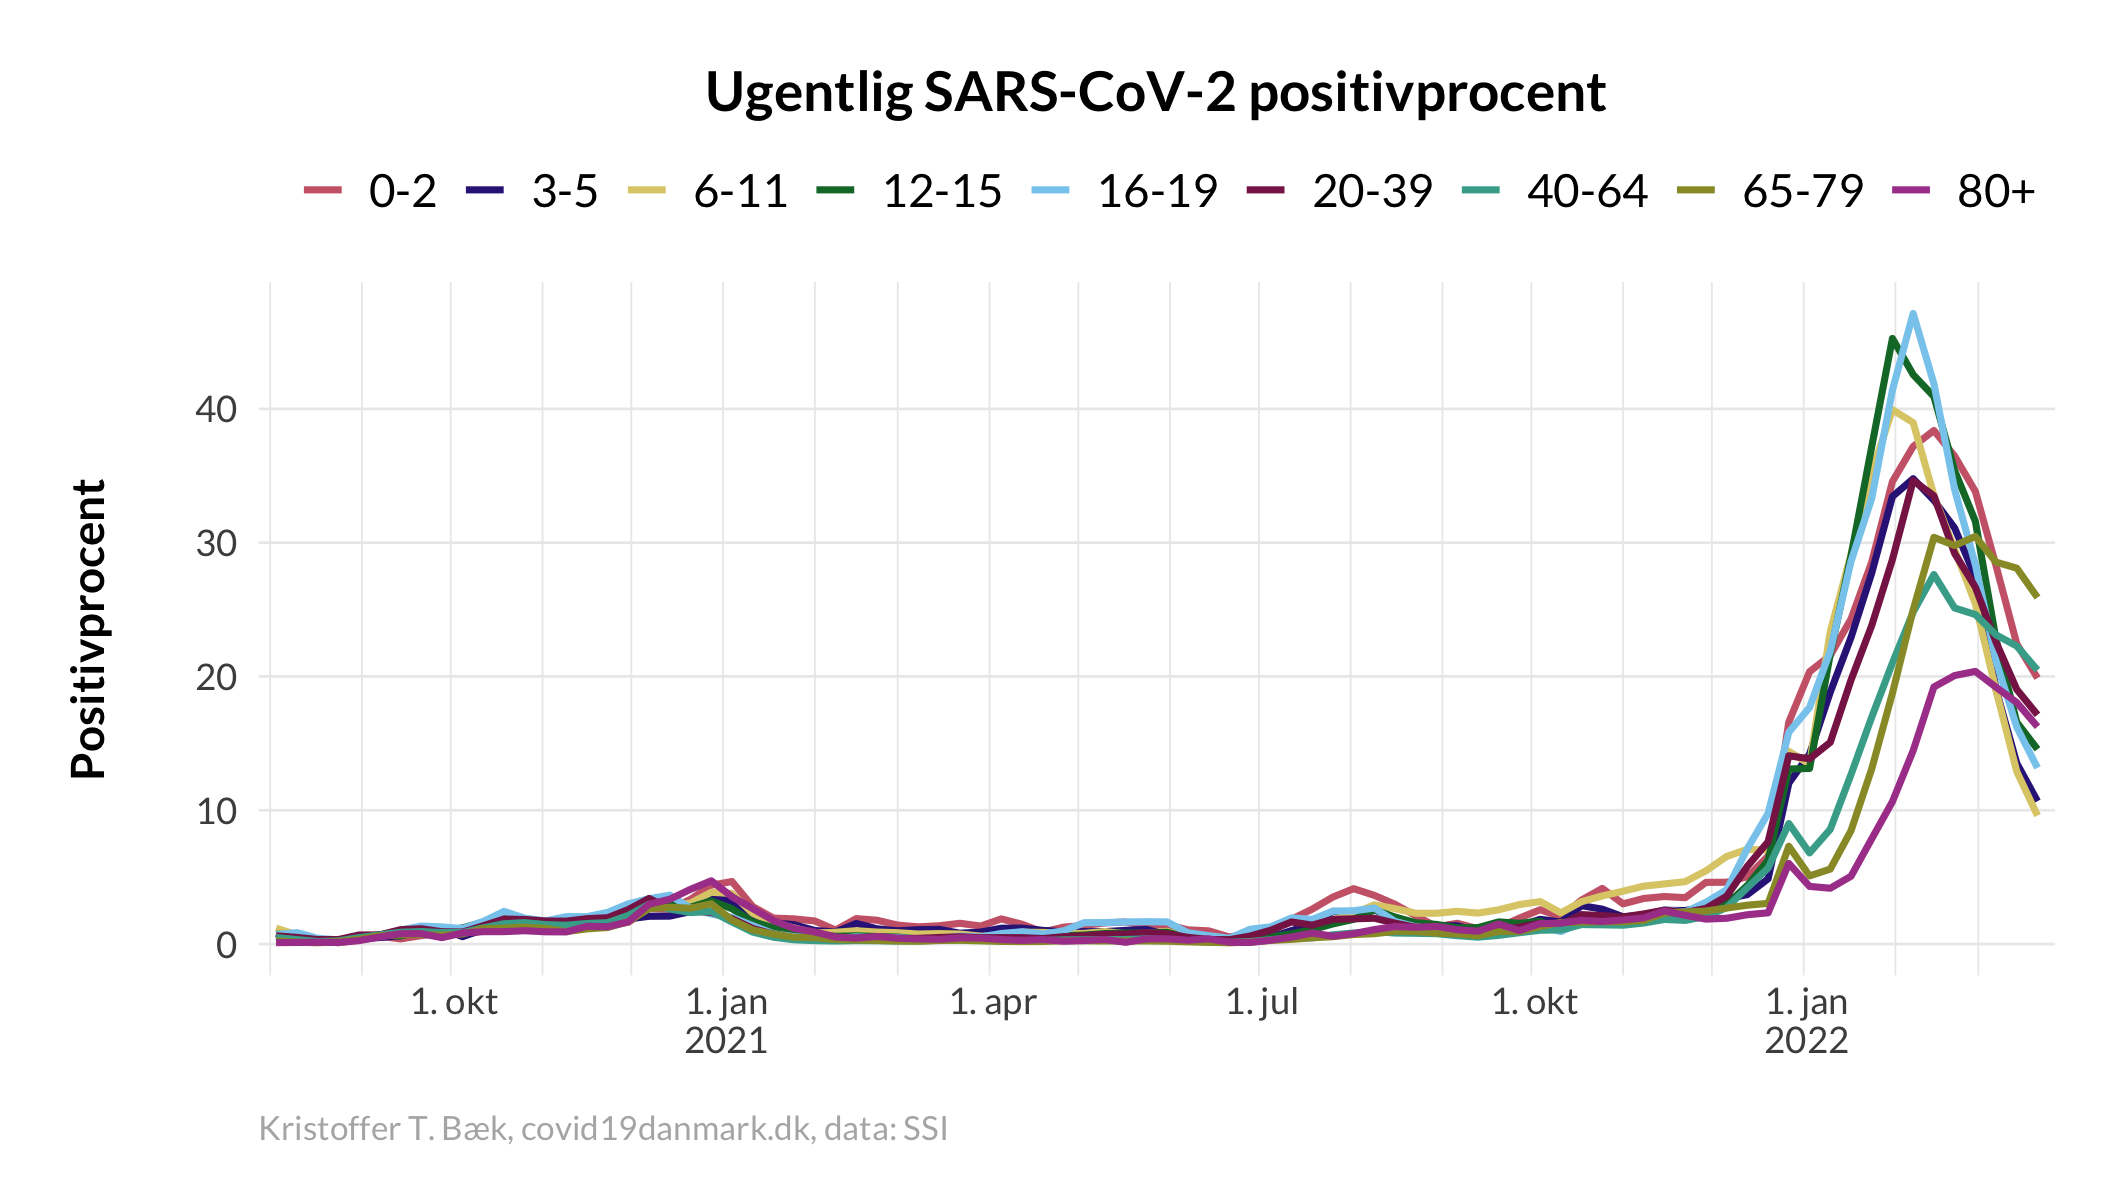 Ugentlig SARS-CoV-2 positivprocent
0-2 3-5 6-11 12-15 16-19 20-39 40-64 65-79 80+
Positivprocent
40
30
20
10
0
1. okt 1. jan 1. apr 1. jul 1. okt 1. jan
2021 2022
Kristoffer T. Bæk, covid19danmark.dk, data: SSI